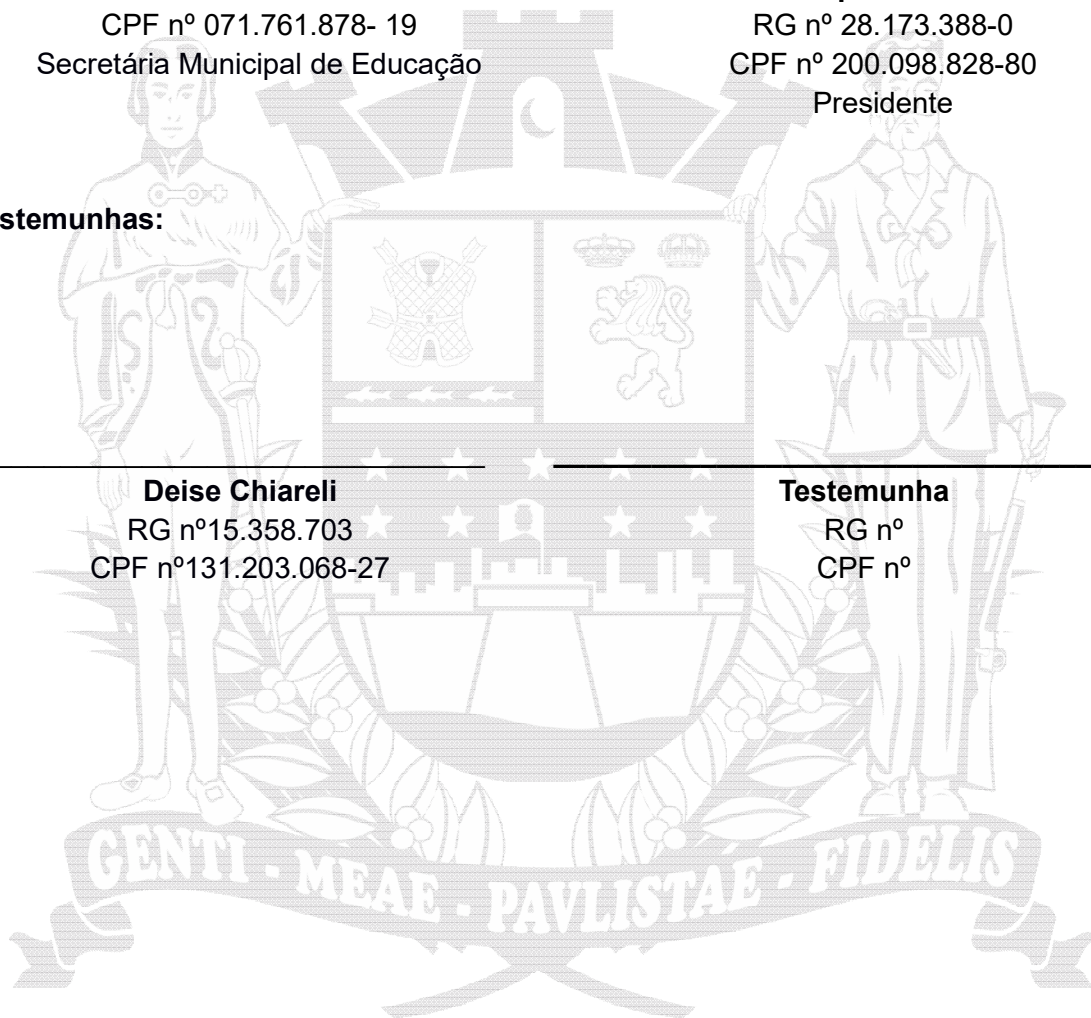 CPF nº 071.761.878- 19
Secretária Municipal de Educação
RG nº 28.173.388-0
CPF nº 200.098.828-80
Presidente
stemunhas:
Deise Chiareli
RG nº15.358.703
CPF nº131.203.068-27
Testemunha
RG nº
CPF nº
GENTI - MEAE - PAVLISTAE - FIDELIS